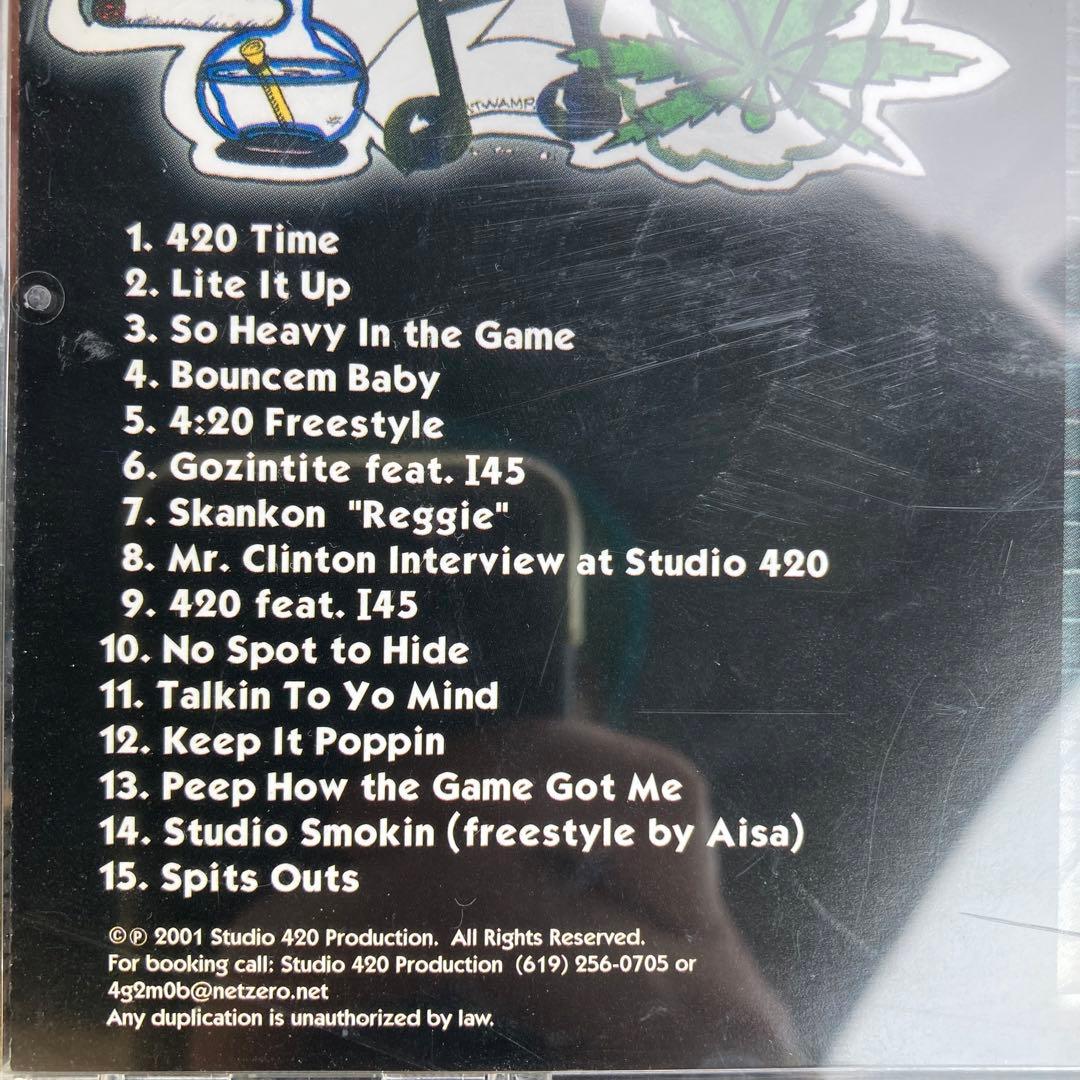 1. 420 Time
2. Lite It Up
3. So Heavy In the Game
4. Bouncem Baby
5. 4:20 Freestyle
6. Gozintite feat. I45
7. Skankon "Reggie"
8. Mr. Clinton Interview at Studio 420
9. 420 feat. I45
10. No Spot to Hide
11. Talkin To Yo Mind
12. Keep It Poppin
13. Peep How the Game Got Me
14. Studio Smokin (freestyle by Aisa)
15. Spits Outs
©℗ 2001 Studio 420 Production. All Rights Reserved.
For booking call: Studio 420 Production (619) 256-0705 or
4g2m0b@netzero.net
Any duplication is unauthorized by law.